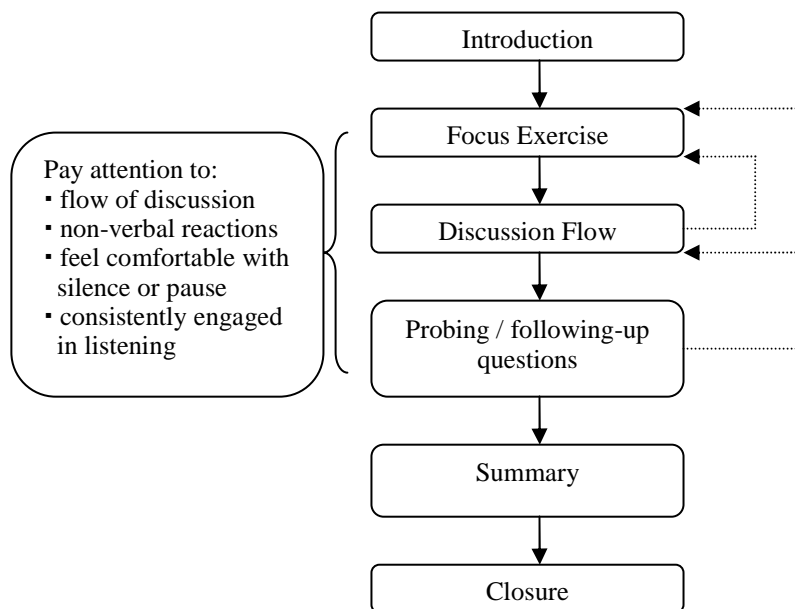 Introduction
Focus Exercise
Pay attention to:
▪ flow of discussion
▪ non-verbal reactions
▪ feel comfortable with
silence or pause
▪ consistently engaged
in listening
Discussion Flow
Probing / following-up
questions
Summary
Closure